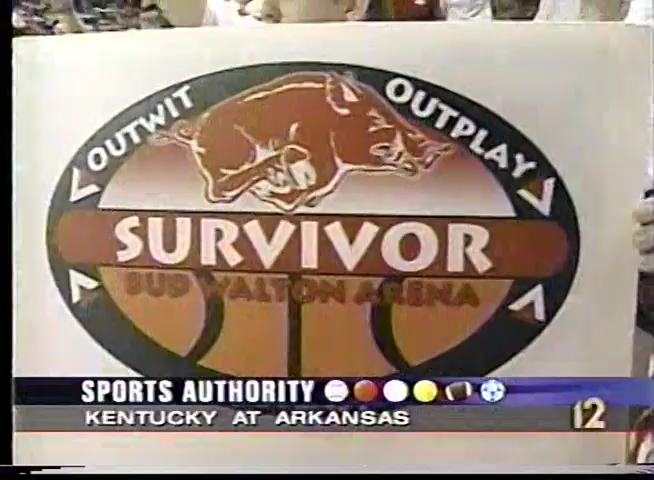 OUTWIT
OUTPLAY
SURVIVOR
BUD WALTON ARENA
SPORTS AUTHORITY
KENTUCKY AT ARKANSAS
12